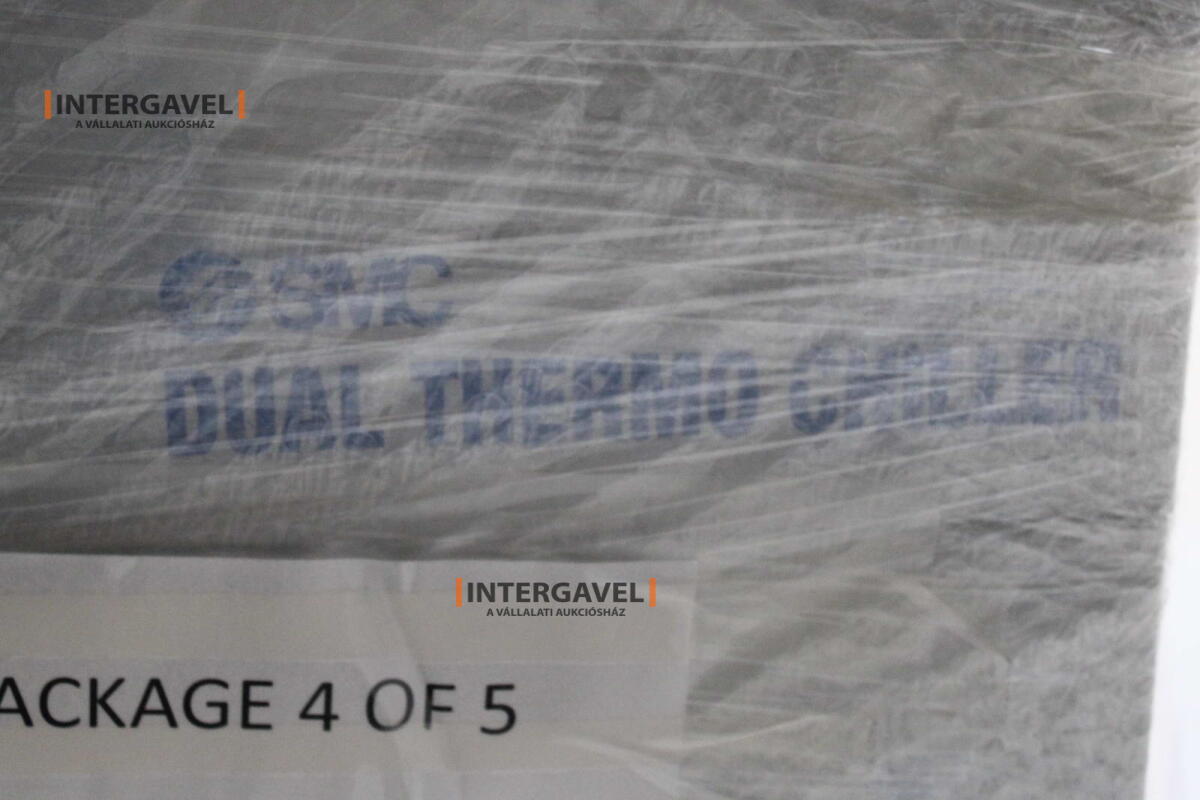 INTERGAVEL
A VÁLLALATI AUKCIÓSHÁZ
SMC
DUAL THERMO CHILLER
INTERGAVEL
A VÁLLALATI AUKCIÓSHÁZ
ACKAGE 4 OF 5